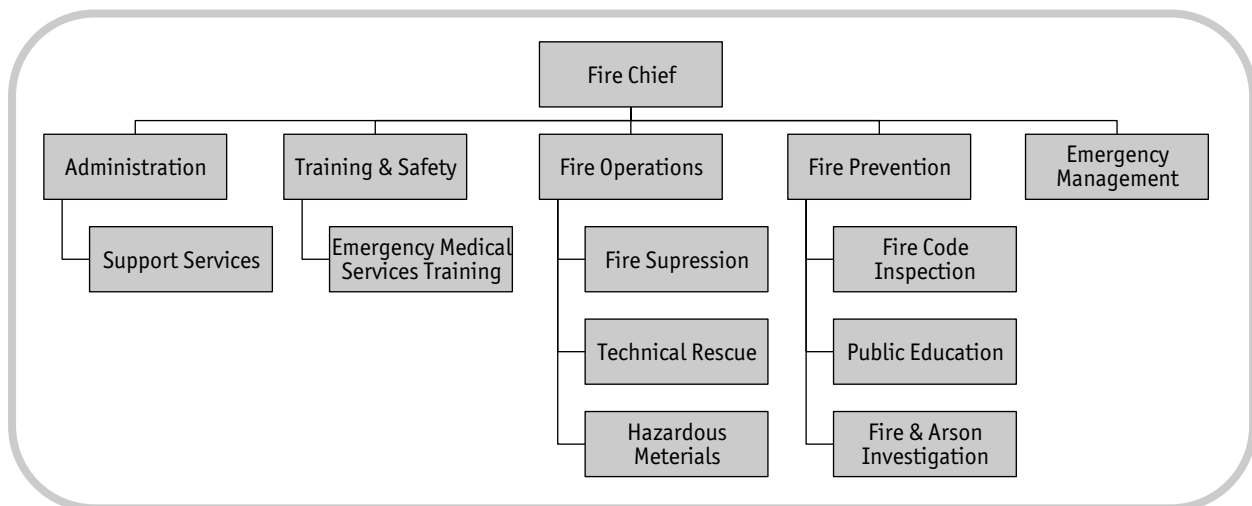 Fire Chief
Administration
Training & Safety
Fire Operations
Fire Prevention
Emergency
Management
Support Services
Emergency Medical
Services Training
Fire Supression
Fire Code
Inspection
Technical Rescue
Public Education
Hazardous
Meterials
Fire & Arson
Investigation